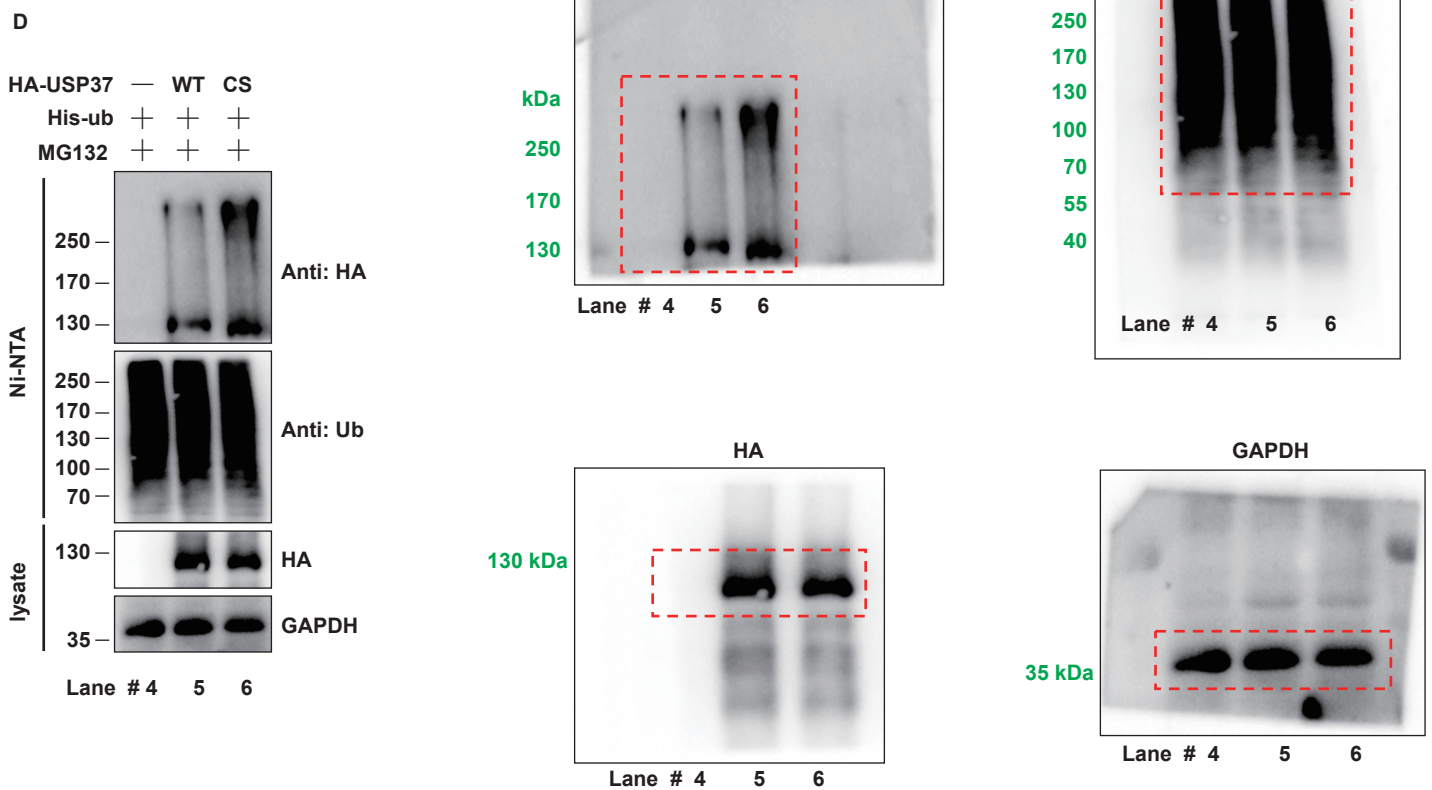 D
HA-USP37 — WT CS
His-ub + + +
MG132 + + +
Ni-NTA
250
170
130
Anti: HA
250
170
130
100
70
Anti: Ub
lysate
130
HA
35
GAPDH
Lane # 4 5 6
kDa
250
170
130
Lane # 4 5 6
250
170
130
100
70
55
40
Lane # 4 5 6
HA
130 kDa
Lane # 4 5 6
GAPDH
35 kDa
Lane # 4 5 6